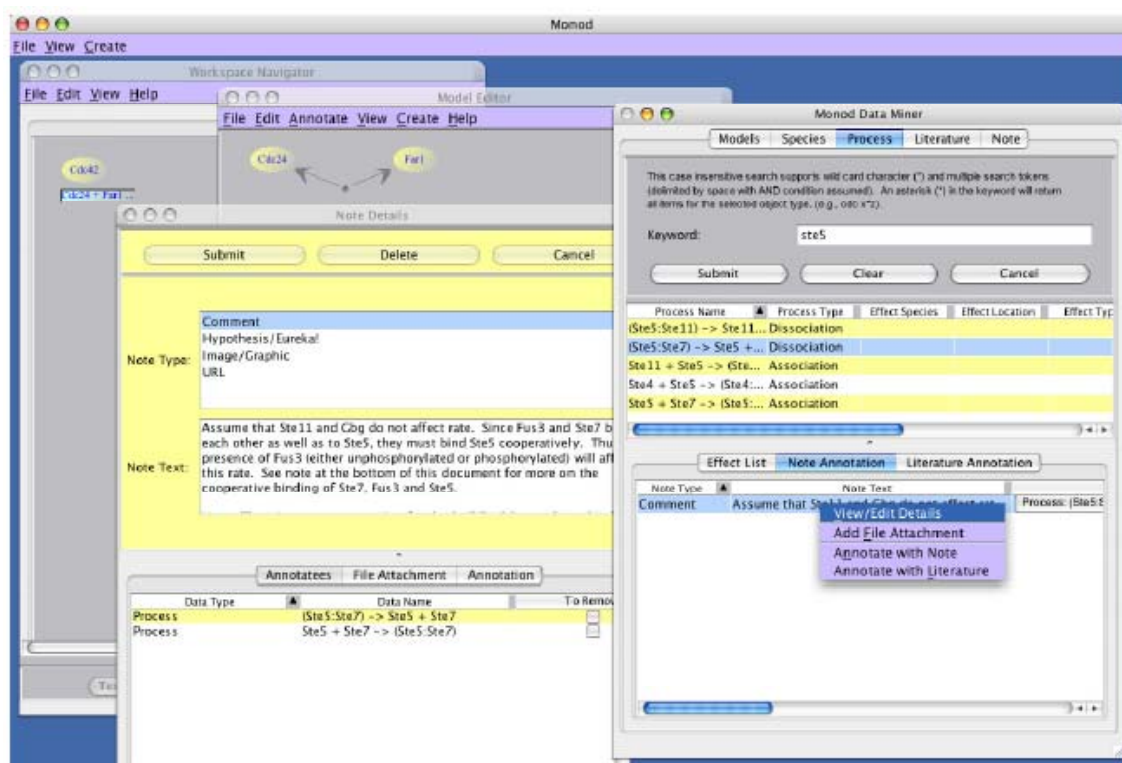 Monod
File View Create
Workspace Navigator
File Edit View Help
Cdc42
Cdc24 + Far1 ...
Model Editor
File Edit Annotate View Create Help
Cdc24
Far1
Note Details
Submit Delete Cancel
Note Type:
Comment
Hypothesis/Eureka!
Image/Graphic
URL
Note Text:
Assume that Ste11 and Gbg do not affect rate. Since Fus3 and Ste7 b
each other as well as to Ste5, they must bind Ste5 cooperatively. Thu
presence of Fus3 (either unphosphorylated or phosphorylated) will aff
this rate. See note at the bottom of this document for more on the
cooperative binding of Ste7, Fus3 and Ste5.
Annotatees File Attachment Annotation
Data Type Data Name To Remov
Process (Ste5:Ste7) -> Ste5 + Ste7
Process Ste5 + Ste7 -> (Ste5:Ste7)
Monod Data Miner
Models Species Process Literature Note
This case insensitive search supports wild card character (*) and multiple search tokens
(delimited by space with AND condition assumed). An asterisk (*) in the keyword will return
all items for the selected object type. (e.g., cdc x*z).
Keyword: ste5
Submit Clear Cancel
Process Name Process Type Effect Species Effect Location Effect Typ
(Ste5:Ste11) -> Ste11... Dissociation
(Ste5:Ste7) -> Ste5 +... Dissociation
Ste11 + Ste5 -> (Ste... Association
Ste4 + Ste5 -> (Ste4:... Association
Ste5 + Ste7 -> (Ste5:... Association
Effect List Note Annotation Literature Annotation
Note Type Note Text
Comment Assume that Ste11 and Gbg do not affect rat... Process: (Ste5:S
View/Edit Details
Add File Attachment
Annotate with Note
Annotate with Literature